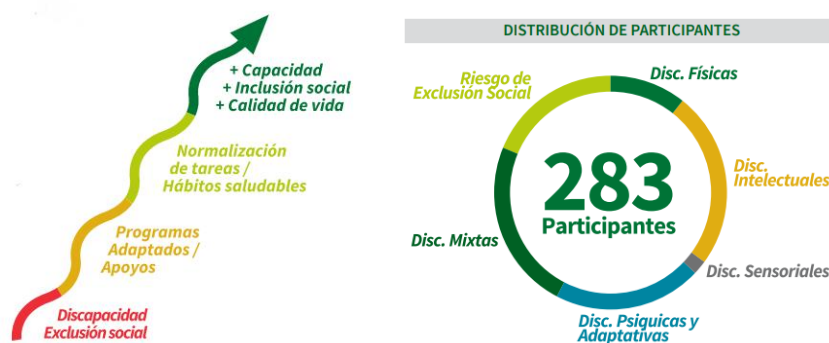 + Capacidad
+ Inclusión social
+ Calidad de vida
Normalización
de tareas /
Hábitos saludables
Programas
Adaptados /
Apoyos
Discapacidad
Exclusión social
DISTRIBUCIÓN DE PARTICIPANTES
Riesgo de
Exclusión Social
Disc. Físicas
Disc.
Intelectuales
283
Participantes
Disc. Mixtas
Disc. Sensoriales
Disc. Psiquicas y
Adaptativas